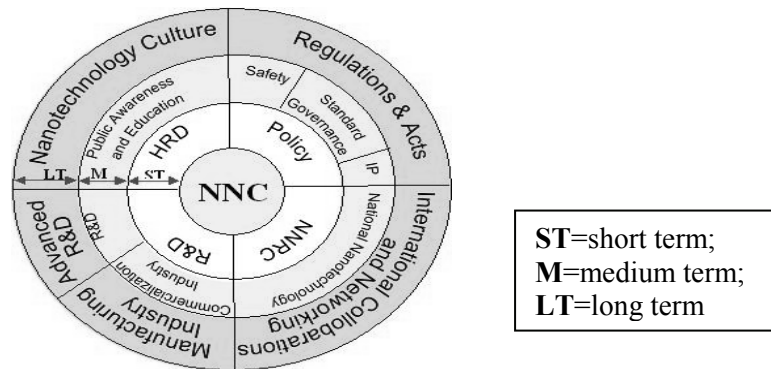 Nanotechnology Culture
Regulations & Acts
Public Awareness
and Education
Safety
Standard
Governance
IP
HRD
Policy
LT
M
ST
NNC
Advanced
R&D
R&D
R&D
NNRC
National Nanotechnology
Commercialization
Industry
Manufacturing
Industry
International Collobarations
and Networking
ST=short term;
M=medium term;
LT=long term